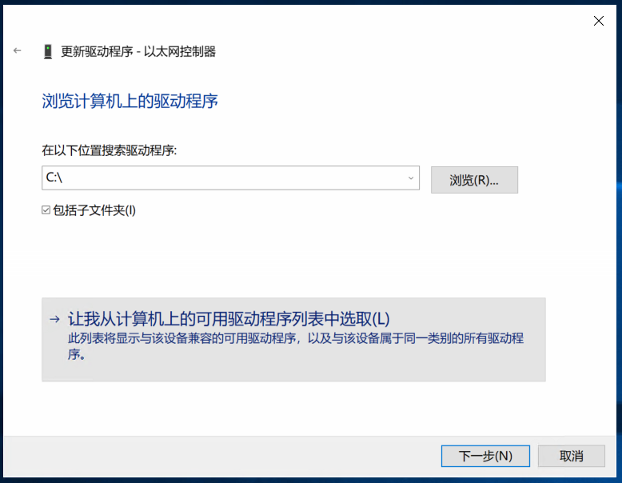 更新驱动程序 - 以太网控制器
浏览计算机上的驱动程序
在以下位置搜索驱动程序:
C:\
浏览(R)...
包括子文件夹(I)
让我从计算机上的可用驱动程序列表中选取(L)
此列表将显示与该设备兼容的可用驱动程序，以及与该设备属于同一类别的所有驱动程
序。
下一步(N)
取消